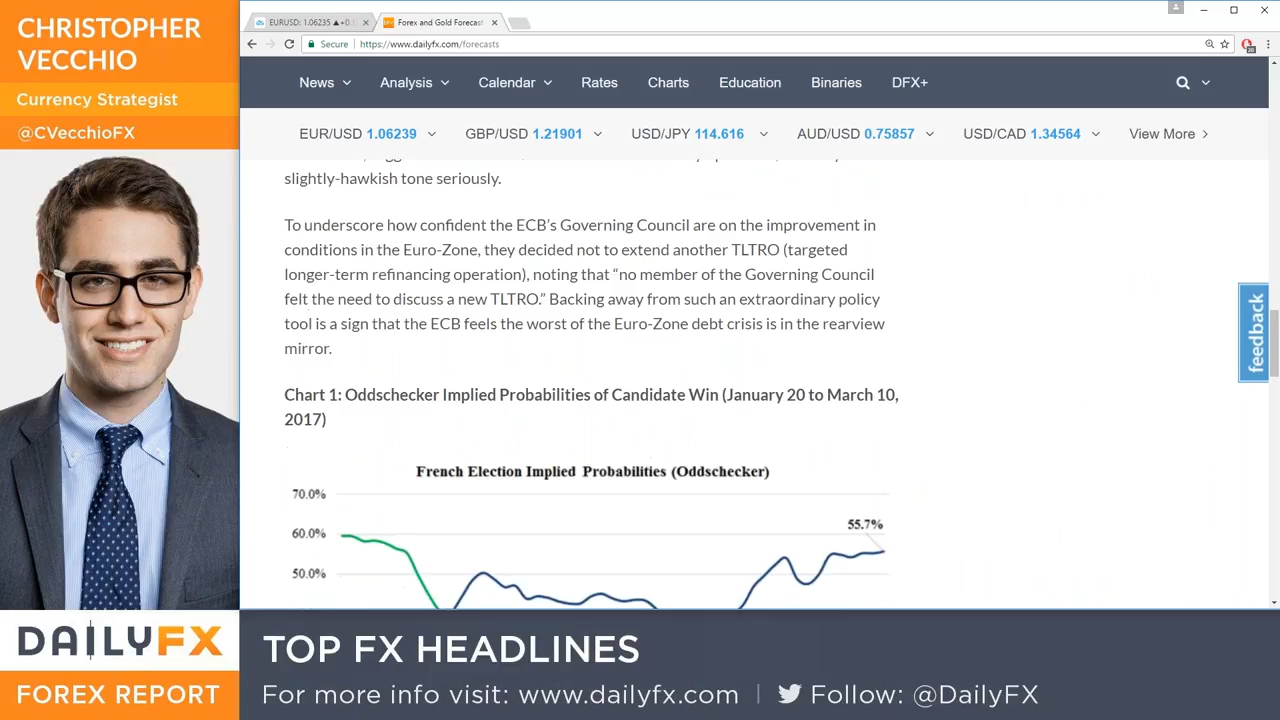 CHRISTOPHER
VECCHIO
Currency Strategist
@CVecchioFX
EURUSD: 1.06235 ▲+0.
Forex and Gold Forecast
Secure
https://www.dailyfx.com/forecasts
News
Analysis
Calendar
Rates
Charts
Education
Binaries
DFX+
EUR/USD 1.06239
GBP/USD 1.21901
USD/JPY 114.616
AUD/USD 0.75857
USD/CAD 1.34564
View More
slightly-hawkish tone seriously.
To underscore how confident the ECB’s Governing Council are on the improvement in
conditions in the Euro-Zone, they decided not to extend another TLTRO (targeted
longer-term refinancing operation), noting that “no member of the Governing Council
felt the need to discuss a new TLTRO.” Backing away from such an extraordinary policy
tool is a sign that the ECB feels the worst of the Euro-Zone debt crisis is in the rearview
mirror.
Chart 1: Oddschecker Implied Probabilities of Candidate Win (January 20 to March 10,
2017)
French Election Implied Probabilities (Oddschecker)
70.0%
55.7%
60.0%
50.0%
feedback
DAILYFX
FOREX REPORT
TOP FX HEADLINES
For more info visit: www.dailyfx.com | Follow: @DailyFX